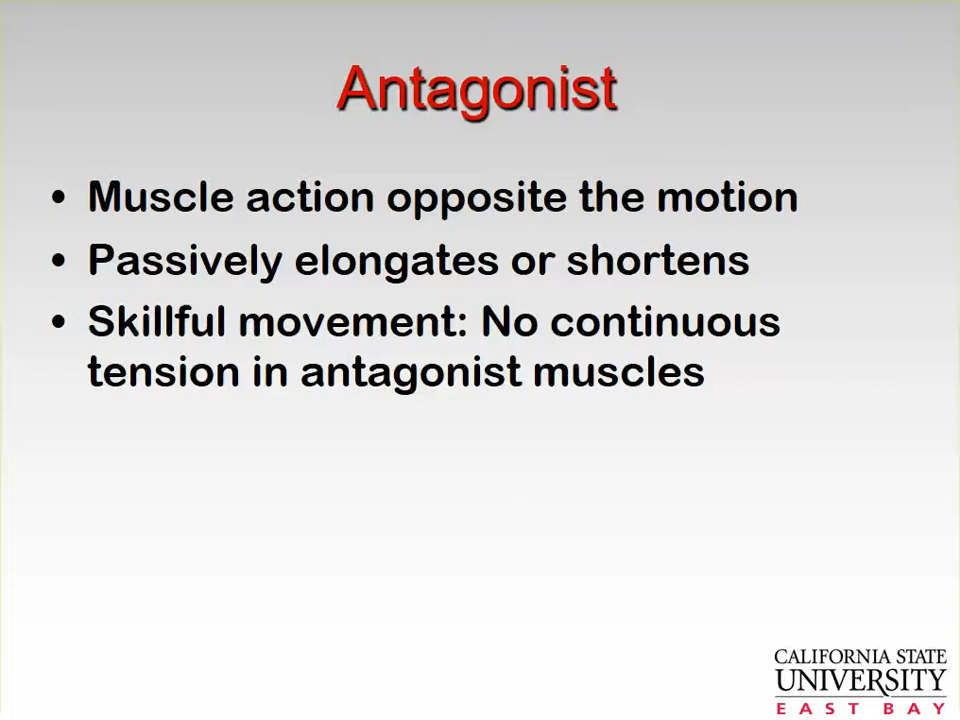 Antagonist
• Muscle action opposite the motion
• Passively elongates or shortens
• Skillful movement: No continuous
tension in antagonist muscles
CALIFORNIA STATE
UNIVERSITY
EAST BAY